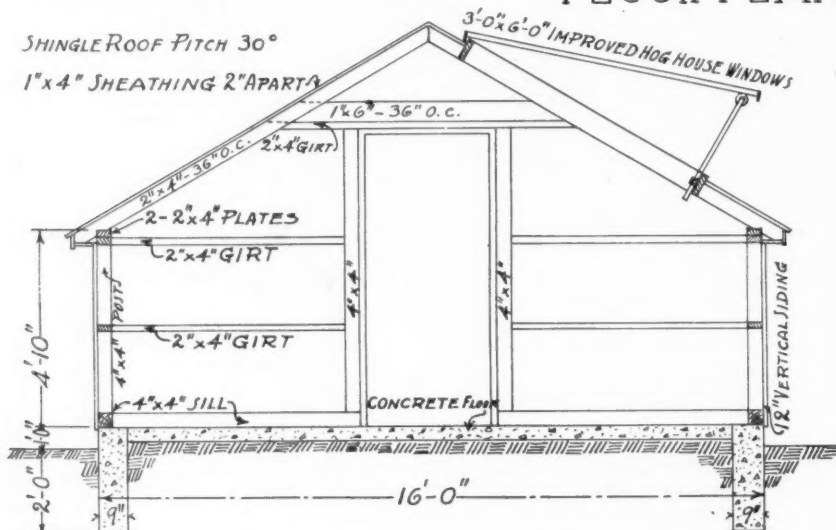 SHINGLE ROOF PITCH 30°
1"x4" SHEATHING 2" APART
3'-0"x6'-0" IMPROVED HOG HOUSE WINDOWS
1"x6"-36" O.C.
2"x4" GIRT
2"x4"-36" O.C.
2-2"x4" PLATES
2"x4" GIRT
4"x4"
4"x4"
POSTS
4"x4"
2"x4" GIRT
4'-10"
12" VERTICAL SIDING
4"x4" SILL
CONCRETE FLOOR
2'-0"
16'-0"
9"
9"